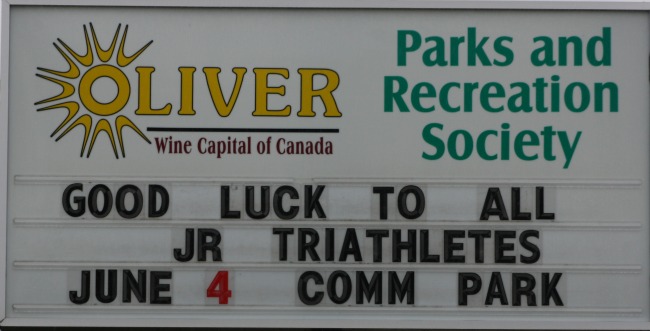 OLIVER
Wine Capital of Canada
Parks and
Recreation
Society
GOOD LUCK TO ALL
JR TRIATHLETES
JUNE 4 COMM PARK